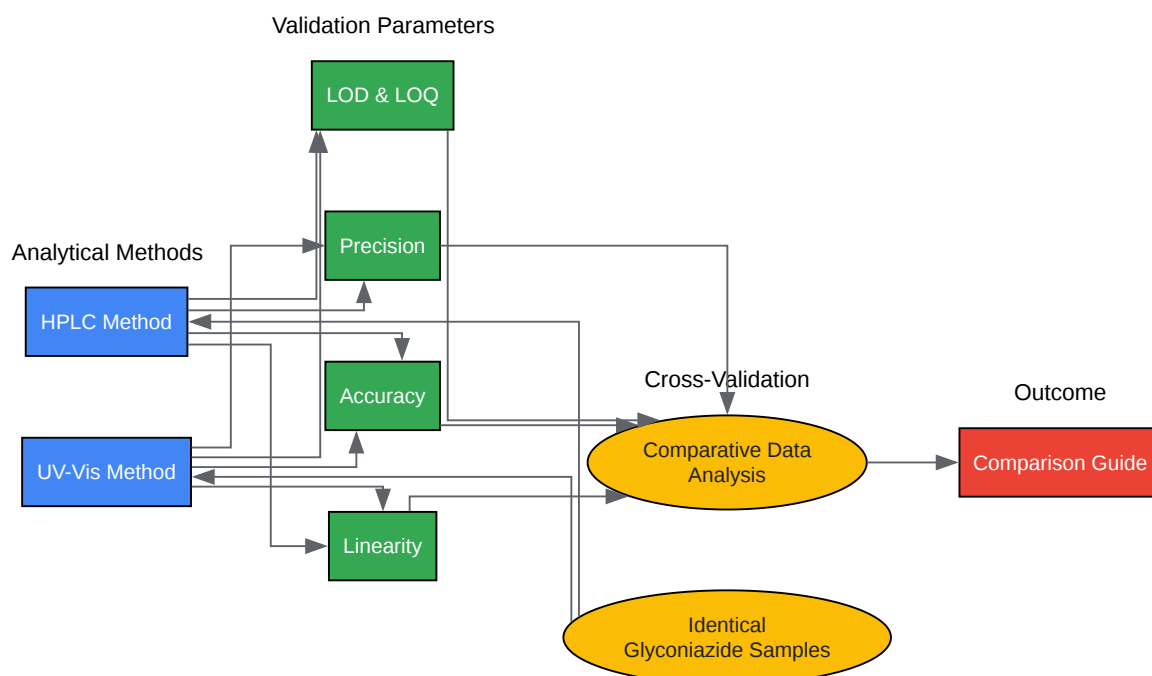 Validation Parameters
LOD & LOQ
Precision
Analytical Methods
HPLC Method
Accuracy
Cross-Validation
Outcome
UV-Vis Method
Comparative Data
Analysis
Comparison Guide
Linearity
Identical
Glyconiazide Samples